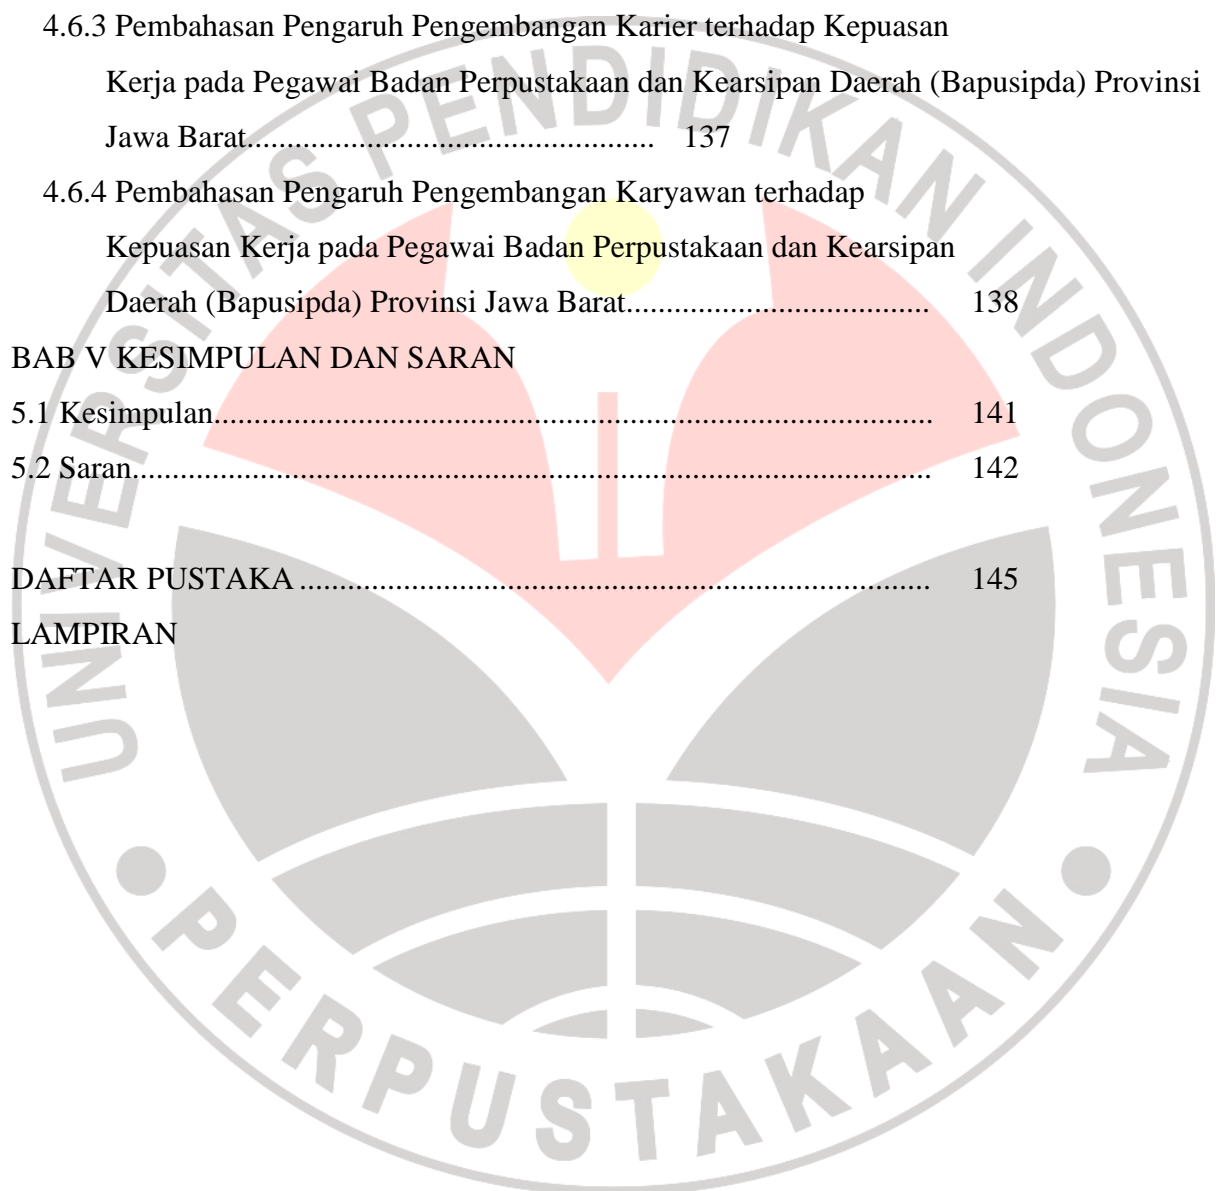 4.6.3 Pembahasan Pengaruh Pengembangan Karier terhadap Kepuasan
Kerja pada Pegawai Badan Perpustakaan dan Kearsipan Daerah (Bapusipda) Provinsi
Jawa Barat.................................................... 137
4.6.4 Pembahasan Pengaruh Pengembangan Karyawan terhadap
Kepuasan Kerja pada Pegawai Badan Perpustakaan dan Kearsipan
Daerah (Bapusipda) Provinsi Jawa Barat...................................... 138
BAB V KESIMPULAN DAN SARAN
5.1 Kesimpulan........................................................................................... 141
5.2 Saran..................................................................................................... 142
DAFTAR PUSTAKA ................................................................................ 145
LAMPIRAN
UNIVERSITAS PENDIDIKAN INDONESIA
PERPUSTAKAAN